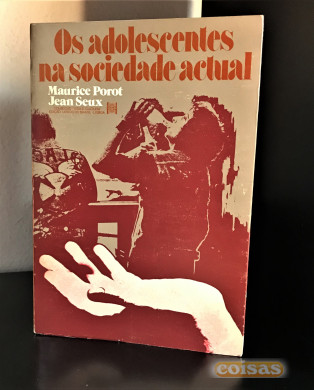 Os adolescentes
na sociedade actual
Maurice Porot
Jean Seux
coisas